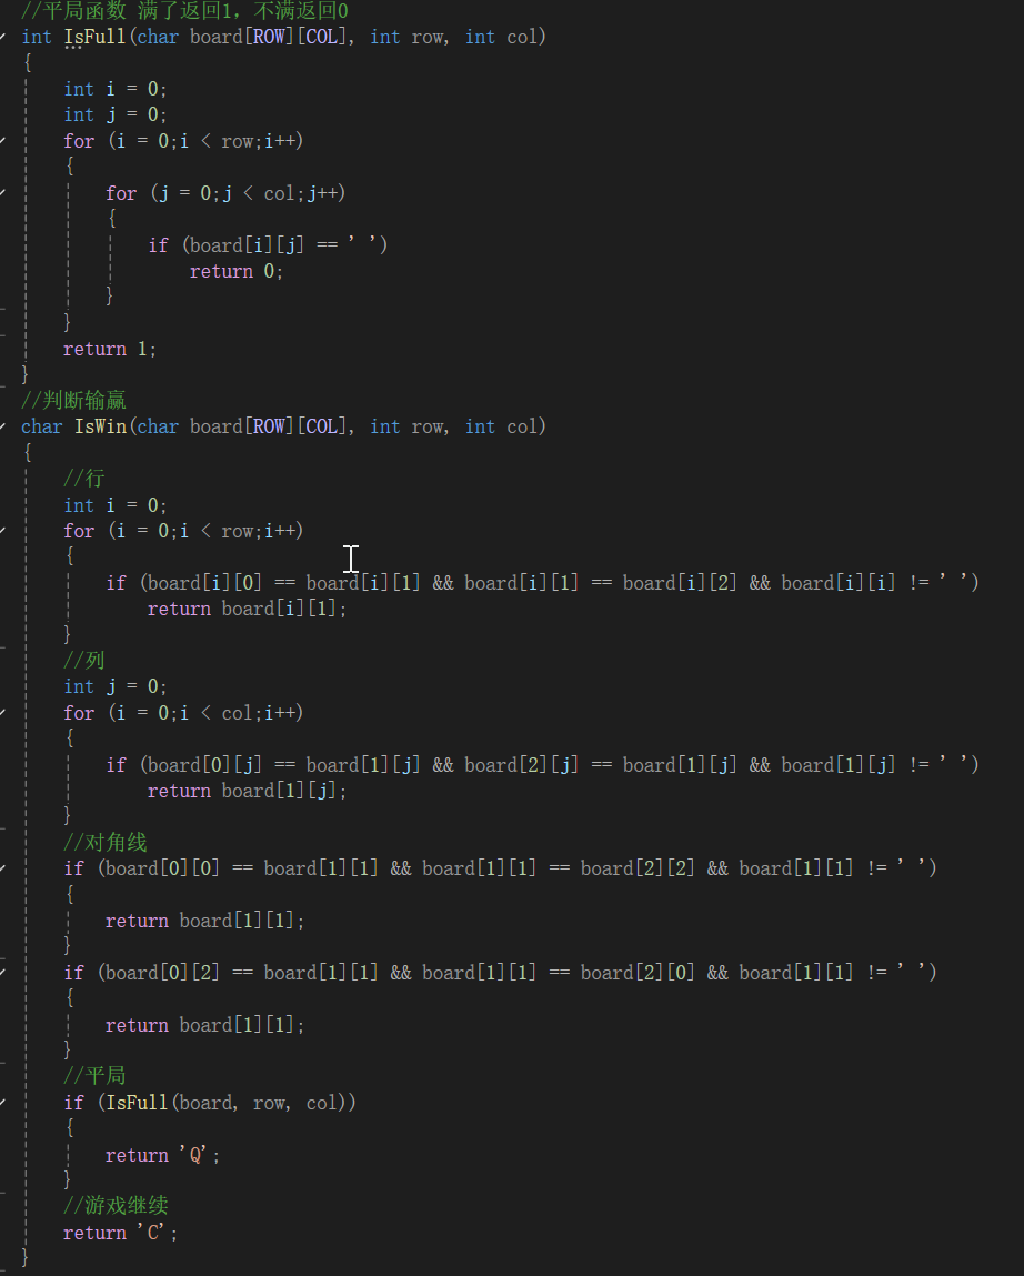 //平局函数 满了返回1，不满返回0
int IsFull(char board[ROW][COL], int row, int col)
{
    int i = 0;
    int j = 0;
    for (i = 0;i < row;i++)
    {
        for (j = 0;j < col;j++)
        {
            if (board[i][j] == ' ')
                return 0;
        }
    }
    return 1;
}
//判断输赢
char IsWin(char board[ROW][COL], int row, int col)
{
    //行
    int i = 0;
    for (i = 0;i < row;i++)
    {
        if (board[i][0] == board[i][1] && board[i][1] == board[i][2] && board[i][i] != ' ')
            return board[i][1];
    }
    //列
    int j = 0;
    for (i = 0;i < col;i++)
    {
        if (board[0][j] == board[1][j] && board[2][j] == board[1][j] && board[1][j] != ' ')
            return board[1][j];
    }
    //对角线
    if (board[0][0] == board[1][1] && board[1][1] == board[2][2] && board[1][1] != ' ')
    {
        return board[1][1];
    }
    if (board[0][2] == board[1][1] && board[1][1] == board[2][0] && board[1][1] != ' ')
    {
        return board[1][1];
    }
    //平局
    if (IsFull(board, row, col))
    {
        return 'Q';
    }
    //游戏继续
    return 'C';
}